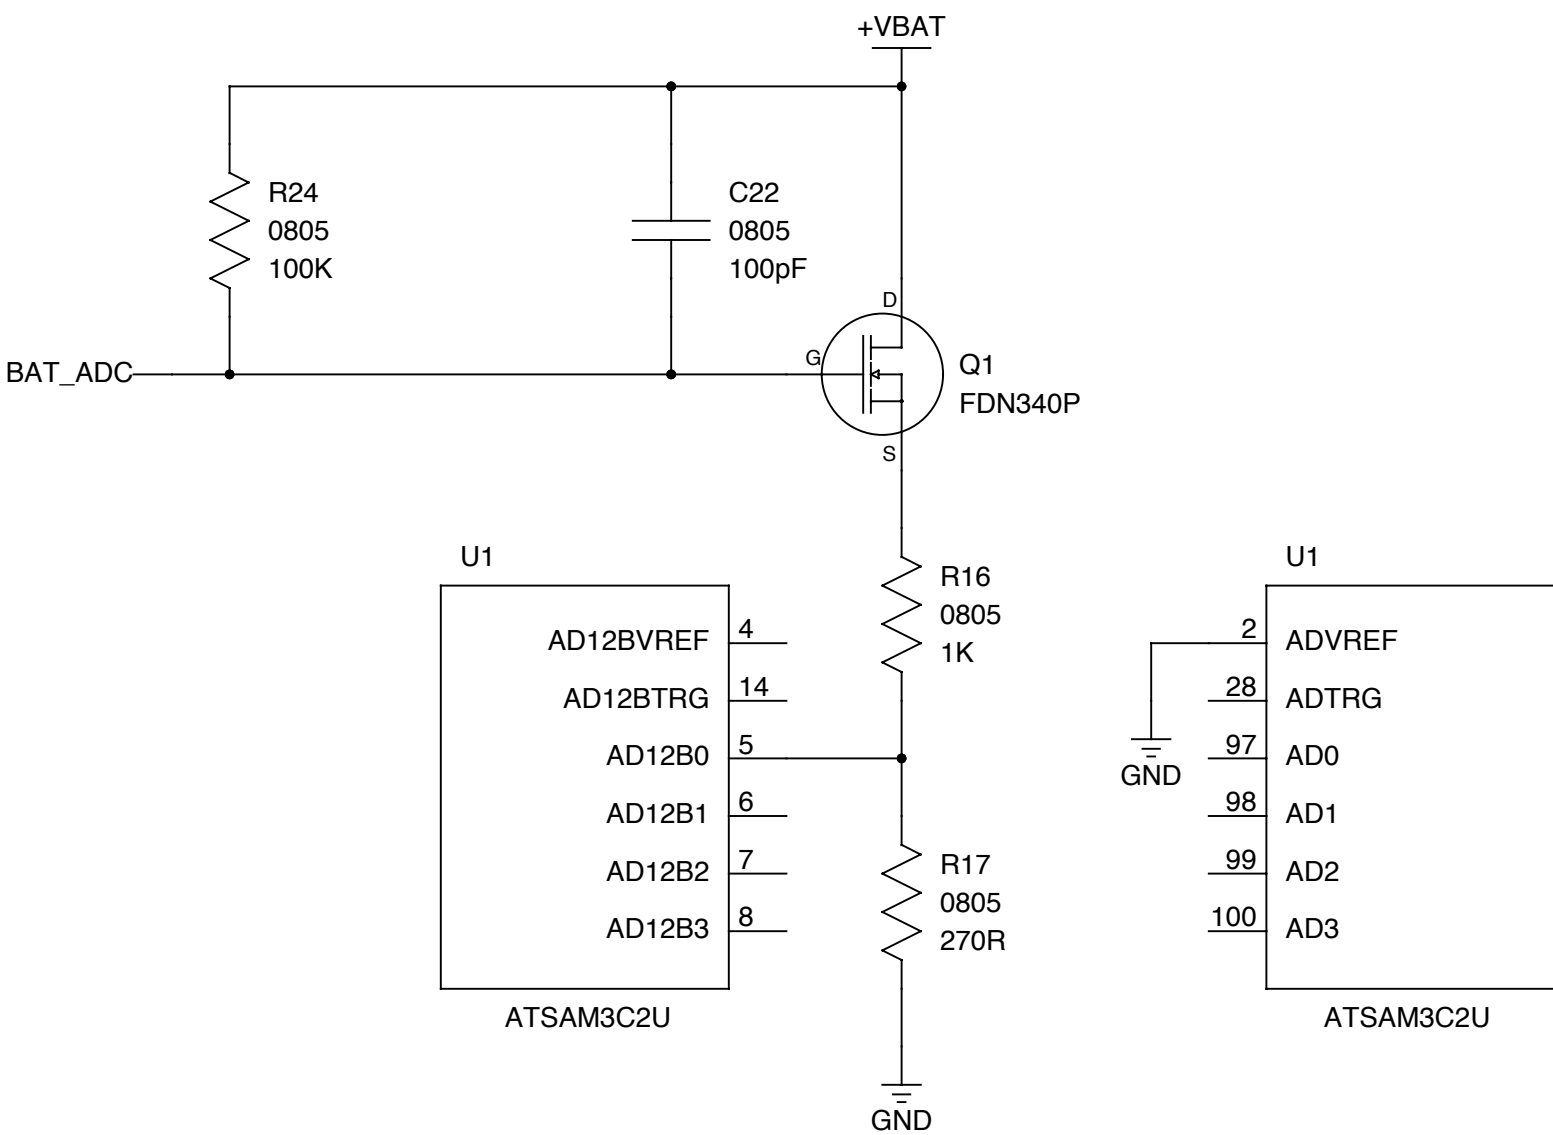 +VBAT
R24
0805
100K
C22
0805
100pF
D
G
S
Q1
FDN340P
BAT_ADC
R16
0805
1K
U1
AD12BVREF 4
AD12BTRG 14
AD12B0 5
AD12B1 6
AD12B2 7
AD12B3 8
ATSAM3C2U
R17
0805
270R
GND
U1
2 ADVREF
28 ADTRG
97 AD0
98 AD1
99 AD2
100 AD3
GND
ATSAM3C2U